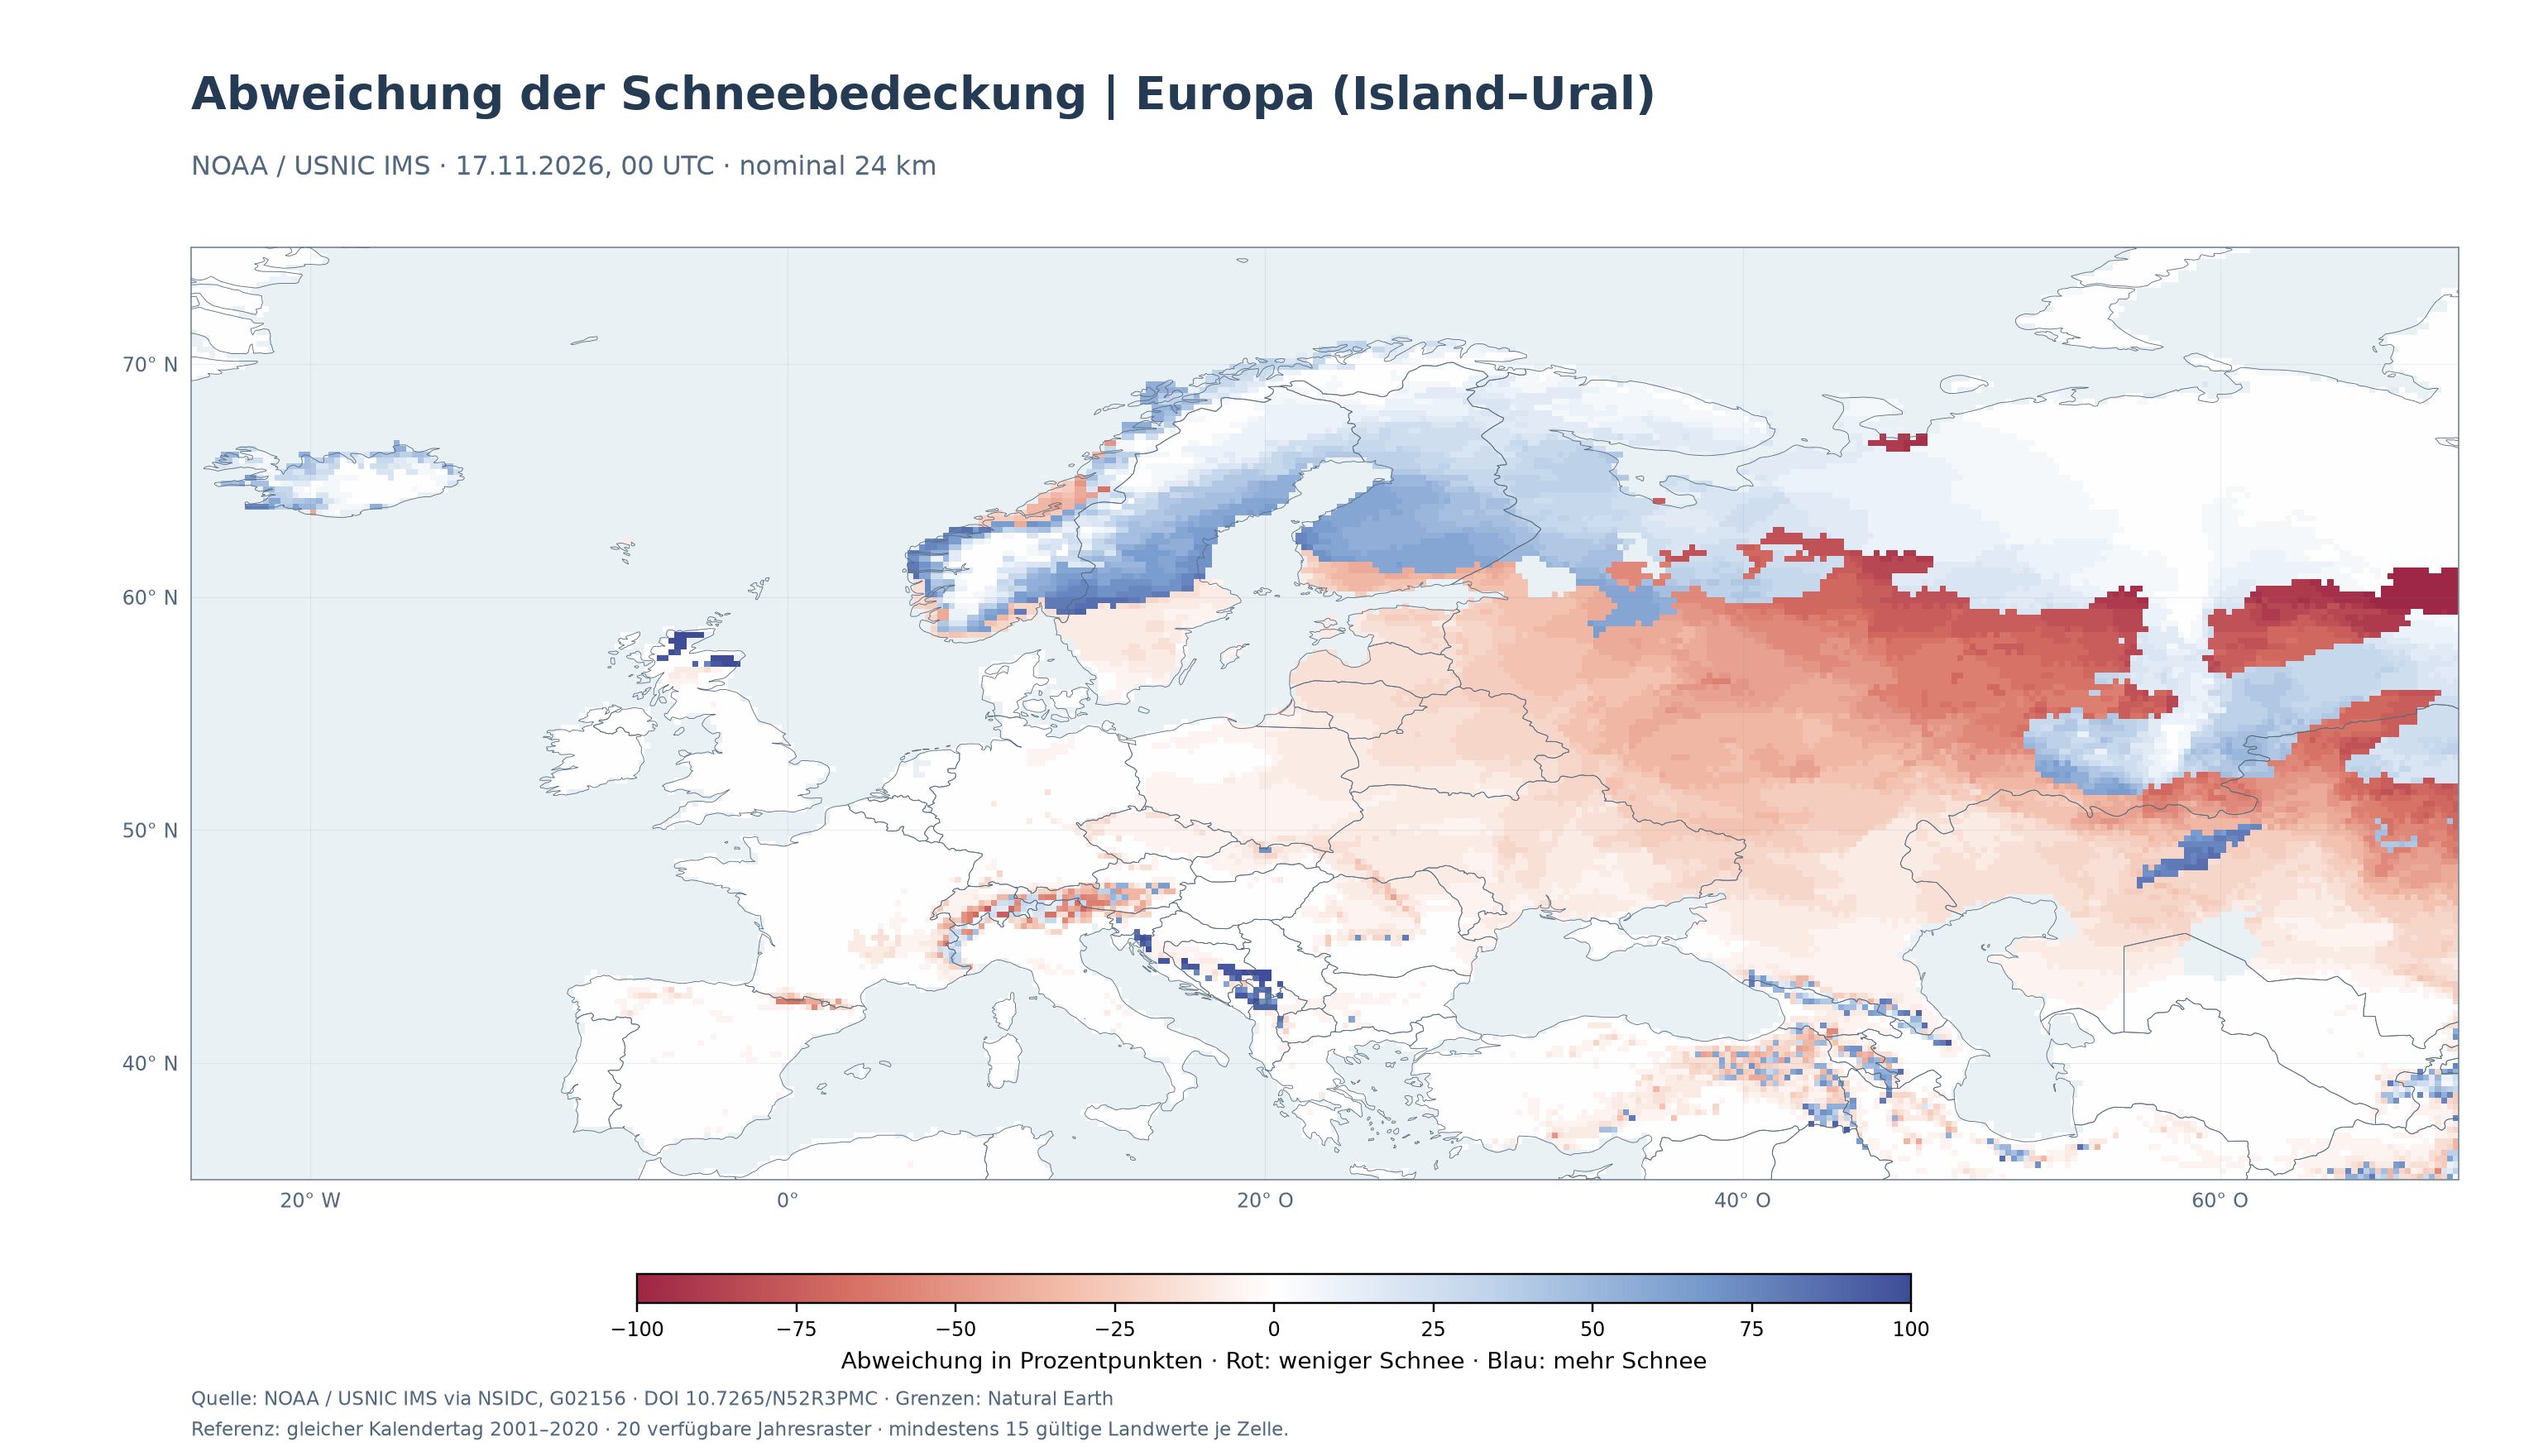 Abweichung der Schneebedeckung | Europa (Island–Ural)
NOAA / USNIC IMS · 17.11.2026, 00 UTC · nominal 24 km
70° N
60° N
50° N
40° N
20° W
0°
20° O
40° O
60° O
−100
−75
−50
−25
0
25
50
75
100
Abweichung in Prozentpunkten · Rot: weniger Schnee · Blau: mehr Schnee
Quelle: NOAA / USNIC IMS via NSIDC, G02156 · DOI 10.7265/N52R3PMC · Grenzen: Natural Earth
Referenz: gleicher Kalendertag 2001–2020 · 20 verfügbare Jahresraster · mindestens 15 gültige Landwerte je Zelle.